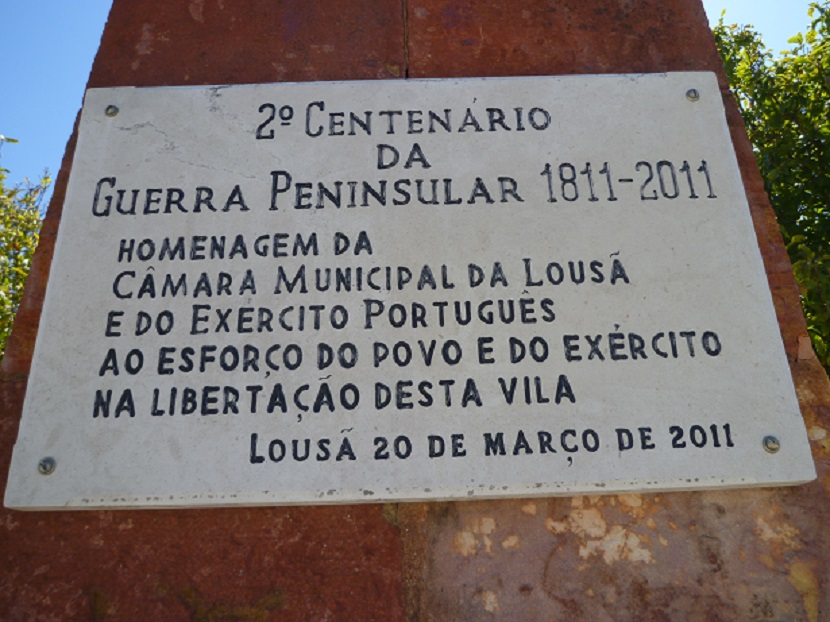 2º CENTENÁRIO
DA
GUERRA PENINSULAR 1811-2011
HOMENAGEM DA
CÂMARA MUNICIPAL DA LOUSÃ
E DO EXÉRCITO PORTUGUÊS
AO ESFORÇO DO POVO E DO EXÉRCITO
NA LIBERTAÇÃO DESTA VILA
LOUSÃ 20 DE MARÇO DE 2011